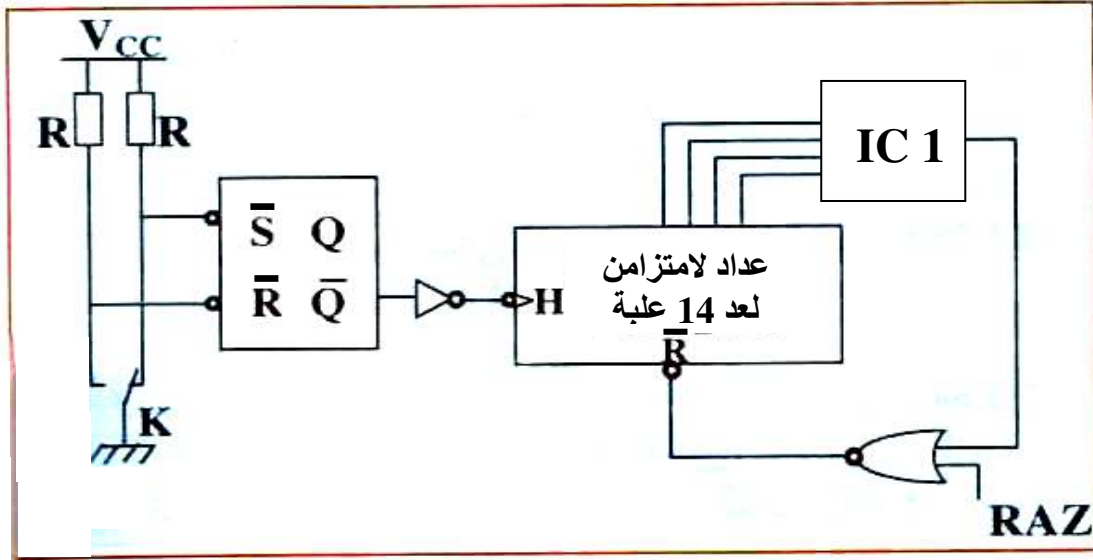 VCC
R R
IC 1
S̅ Q
R̅ Q̅
H
عداد لامتزامن
لعد 14 علبة
R̅
K
RAZ